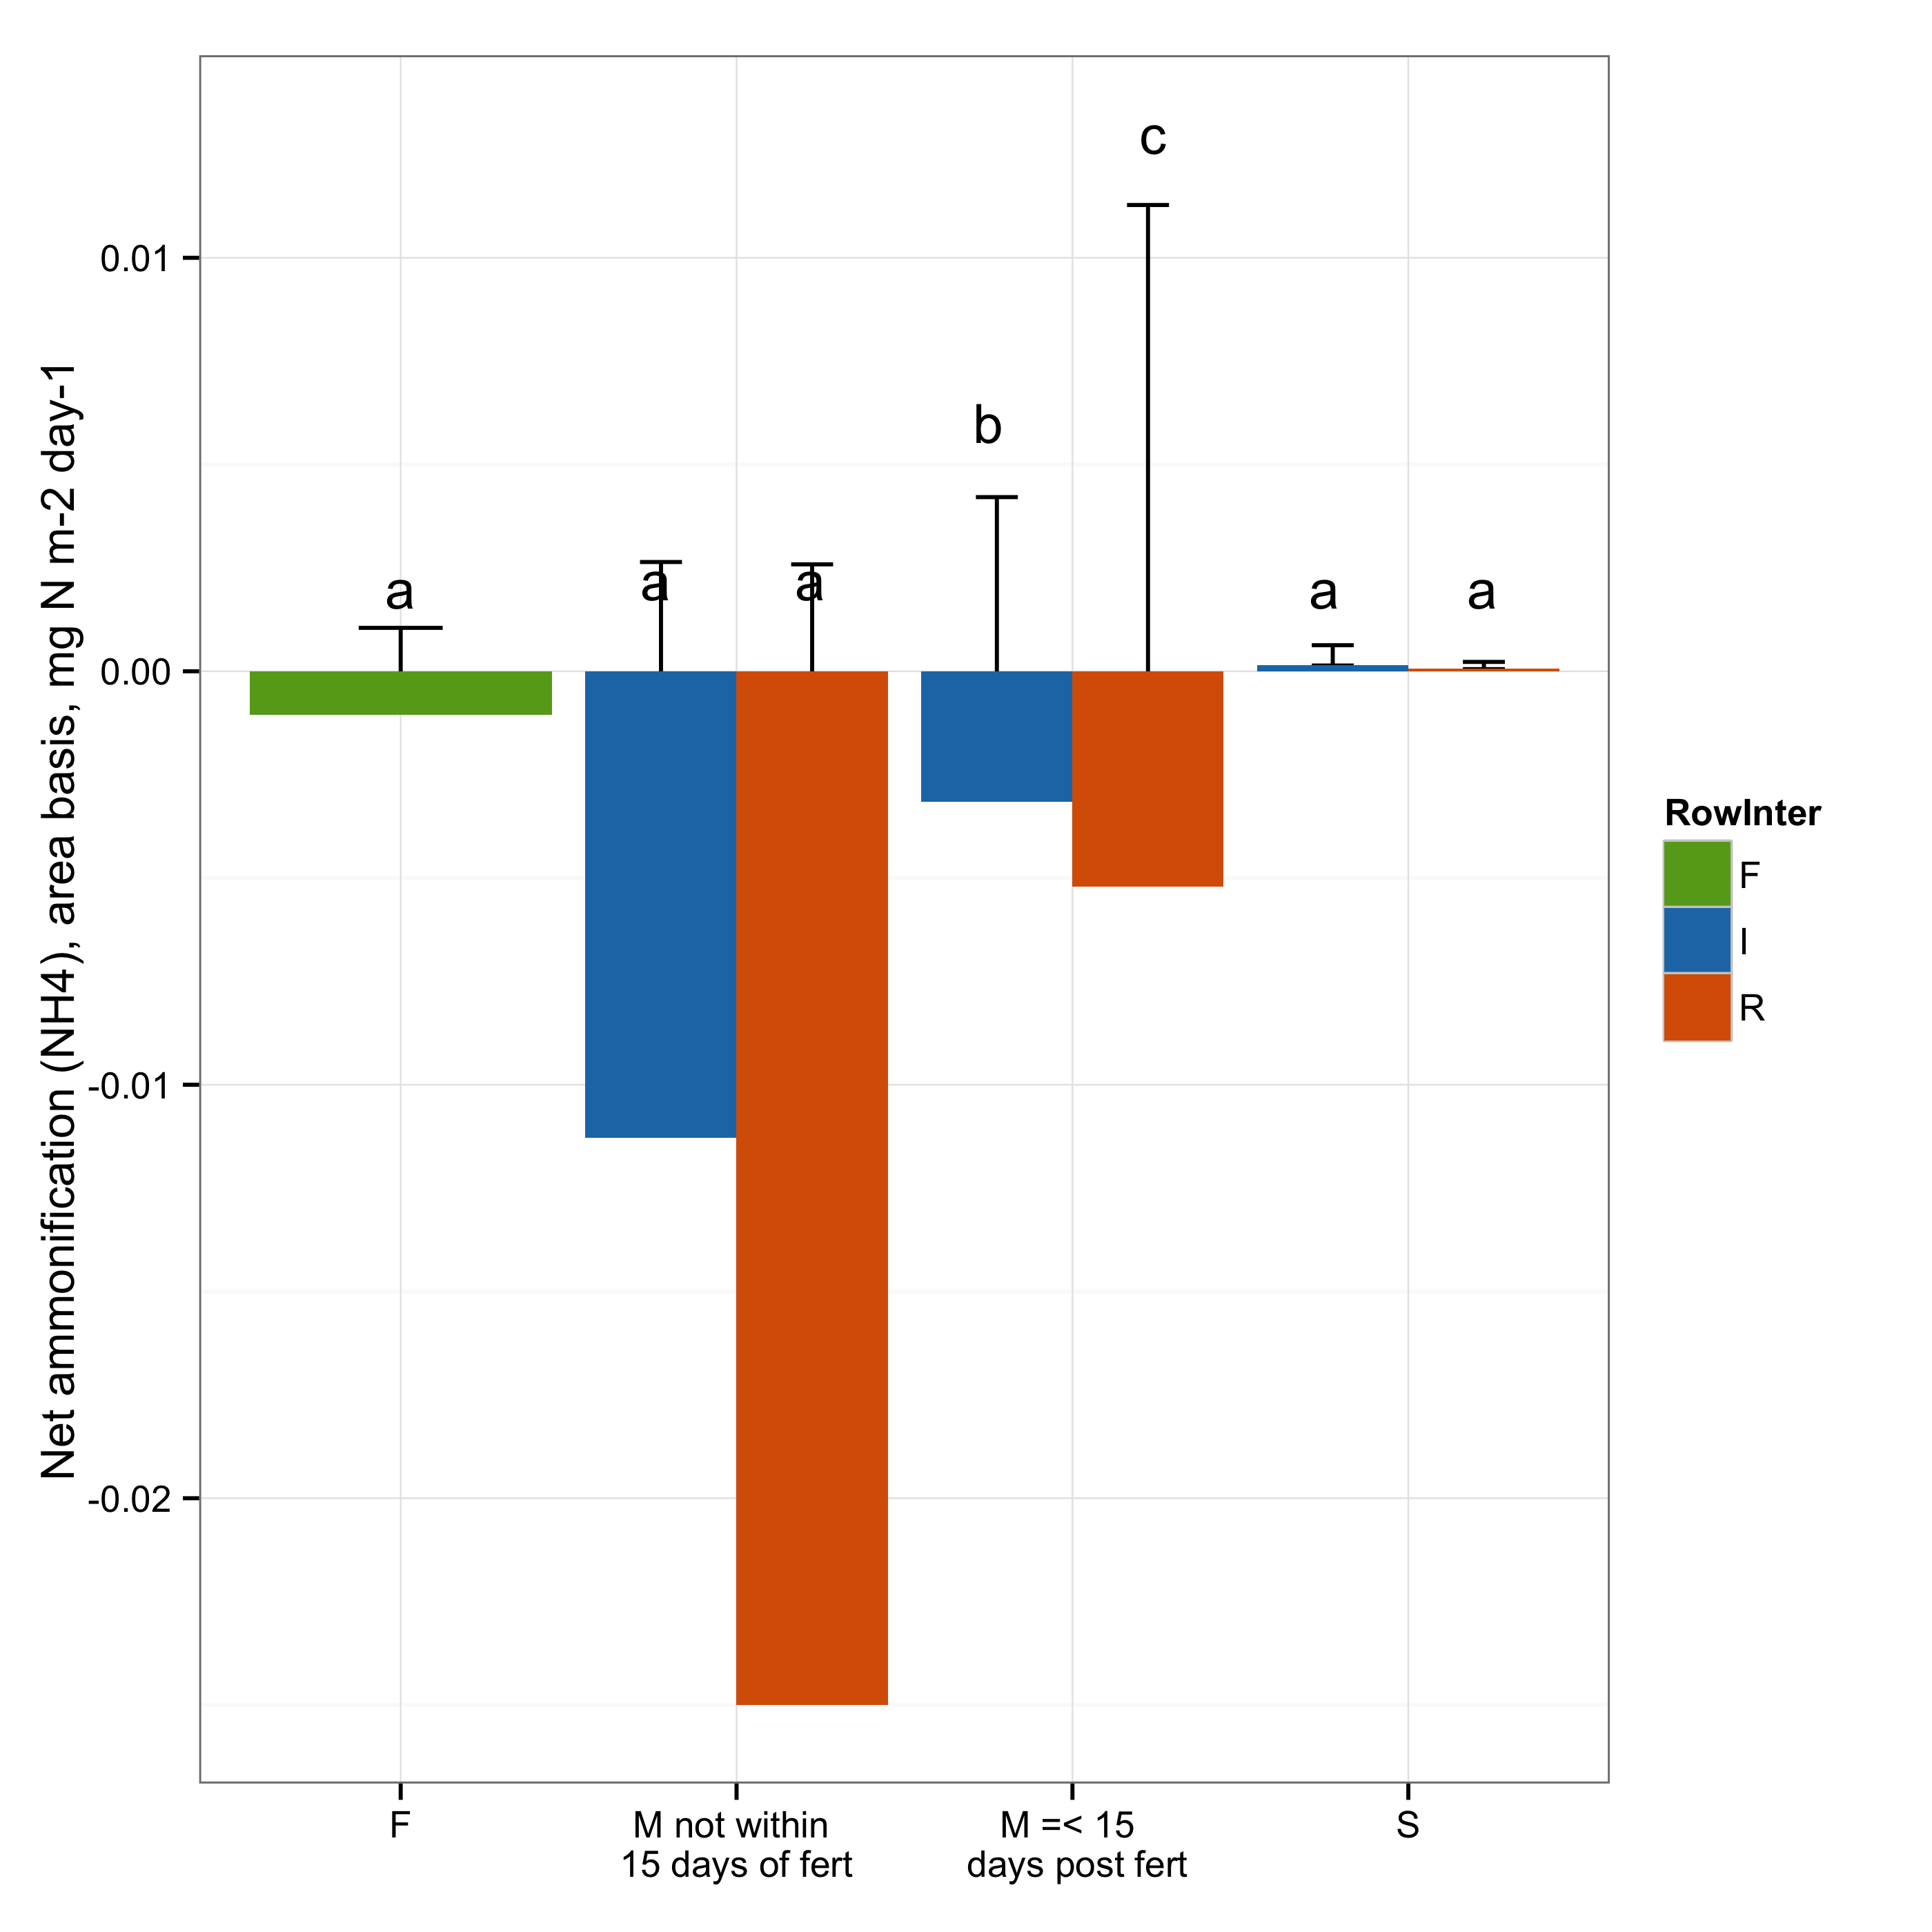 Net ammonification (NH4), area basis, mg N m-2 day-1
c
0.01
b
a
a
a
a
a
0.00
-0.01
-0.02
RowInter
F
I
R
F
M not within
15 days of fert
M =< 15
days post fert
S